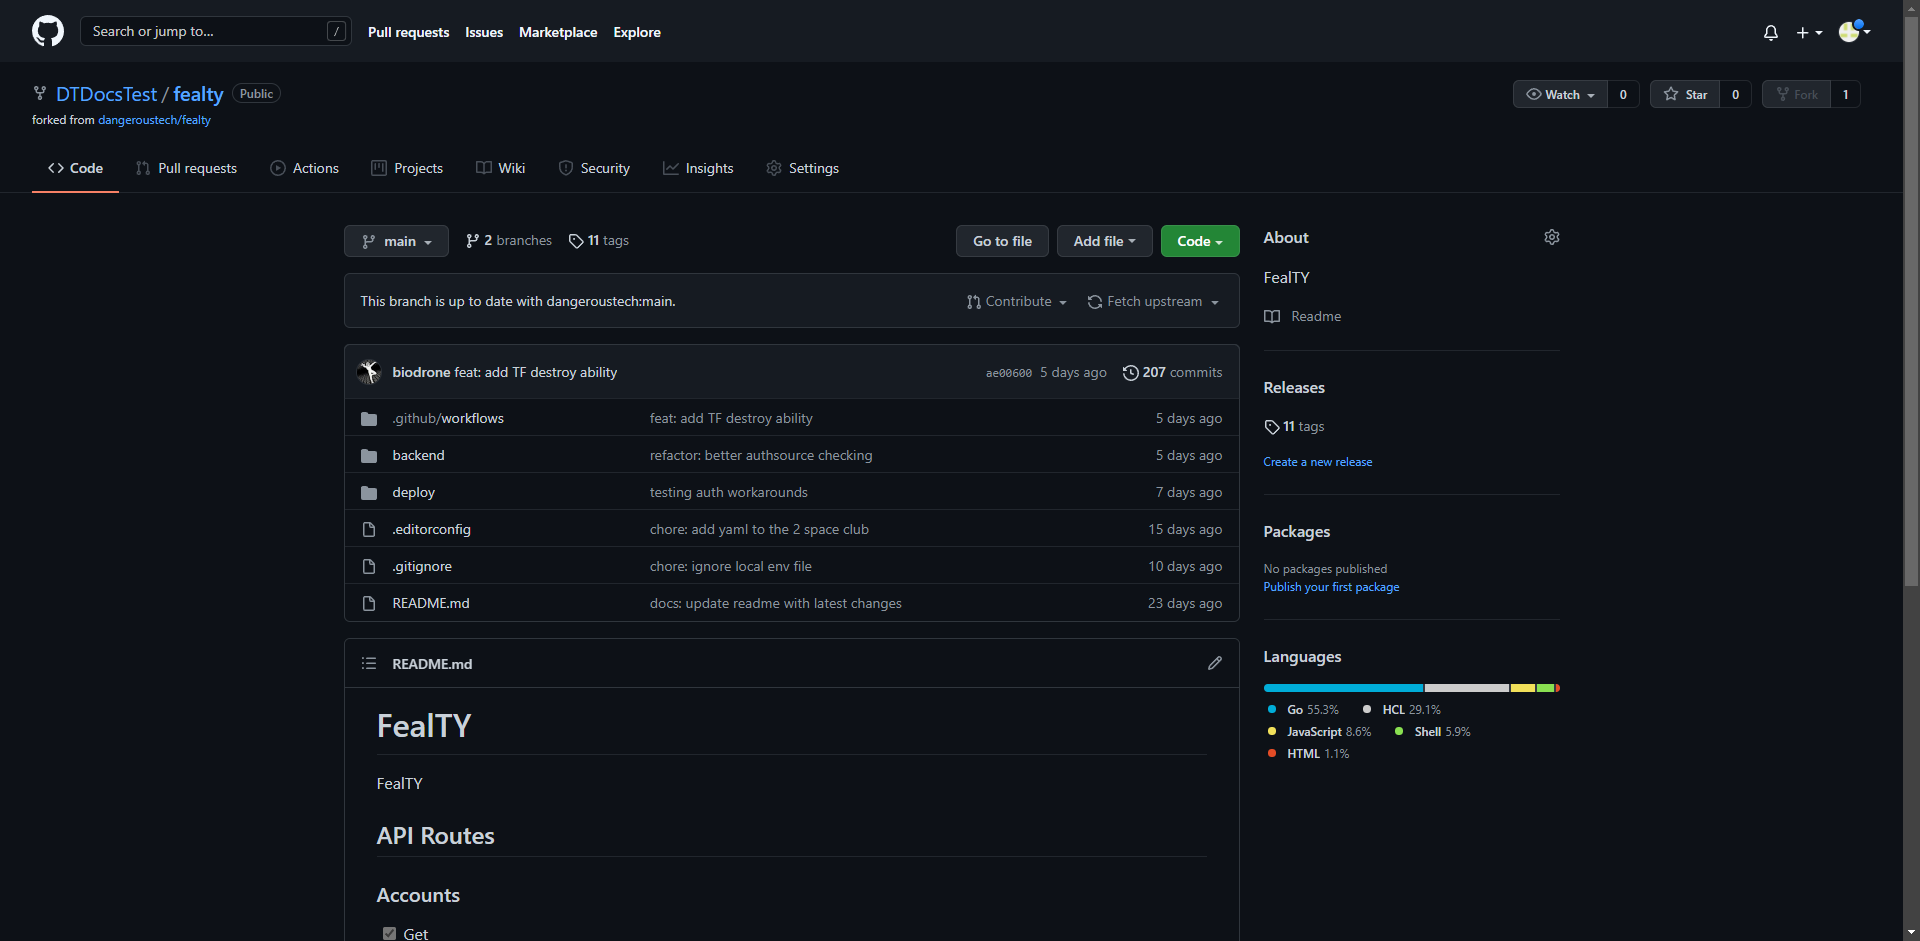 Search or jump to... /
Pull requests Issues Marketplace Explore
DTDocsTest / fealty Public
forked from dangeroustech/fealty
Watch 0 Star 0 Fork 1
Code Pull requests Actions Projects Wiki Security Insights Settings
main 2 branches 11 tags Go to file Add file Code
This branch is up to date with dangeroustech:main. Contribute Fetch upstream
biodrone feat: add TF destroy ability ae00600 5 days ago 207 commits
.github/workflows feat: add TF destroy ability 5 days ago
backend refactor: better authsource checking 5 days ago
deploy testing auth workarounds 7 days ago
.editorconfig chore: add yaml to the 2 space club 15 days ago
.gitignore chore: ignore local env file 10 days ago
README.md docs: update readme with latest changes 23 days ago
README.md
FealTY
FealTY
API Routes
Accounts
Get
About
FealTY
Readme
Releases
11 tags
Create a new release
Packages
No packages published
Publish your first package
Languages
Go 55.3% HCL 29.1%
JavaScript 8.6% Shell 5.9%
HTML 1.1%